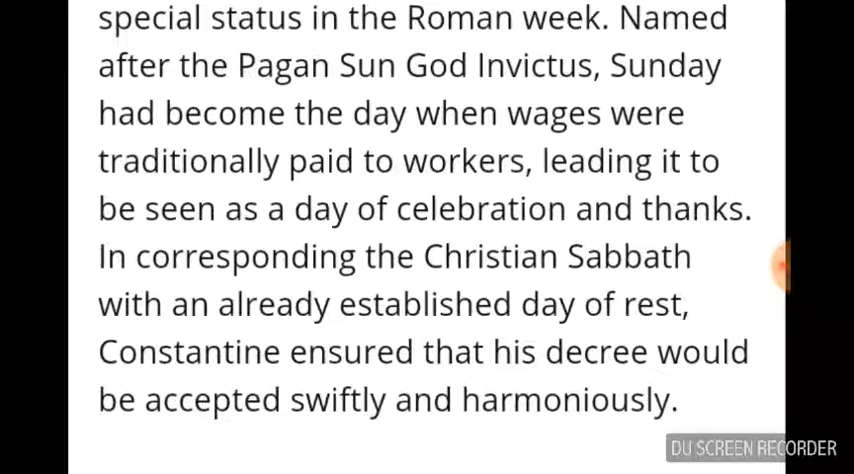 special status in the Roman week. Named
after the Pagan Sun God Invictus, Sunday
had become the day when wages were
traditionally paid to workers, leading it to
be seen as a day of celebration and thanks.
In corresponding the Christian Sabbath
with an already established day of rest,
Constantine ensured that his decree would
be accepted swiftly and harmoniously.
DU SCREEN RECORDER